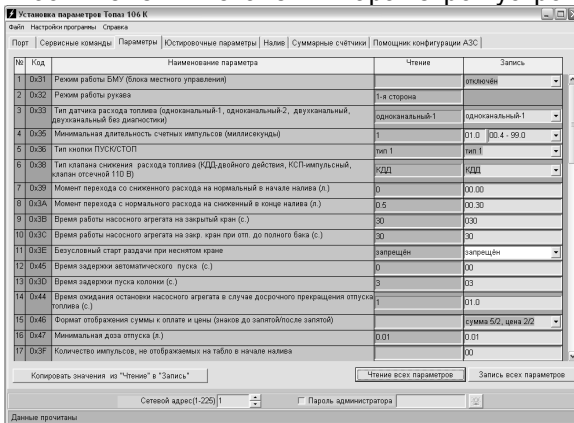 Установка параметров Топаз 106 К
Файл Настройки программы Справка
Порт Сервисные команды Параметры Юстировочные параметры Налив Суммарные счётчики Помощник конфигурации АЗС
№ Код Наименование параметра Чтение Запись
1 0x31 Режим работы БМУ (блока местного управления) отключён
2 0x32 Режим работы рукава 1-я сторона
3 0x33 Тип датчика расхода топлива (одноканальный-1, одноканальный-2, двухканальный, двухканальный без диагностики) одноканальный-1 одноканальный-1
4 0x35 Минимальная длительность счетных импульсов (миллисекунды) 1 01.0 00.4 - 99.0
5 0x36 Тип кнопки ПУСК/СТОП тип 1 тип 1
6 0x38 Тип клапана снижения расхода топлива (КДД-двойного действия, КСП-импульсный, клапан отсечной 110 В) КДД КДД
7 0x39 Момент перехода со сниженного расхода на нормальный в начале налива (л.) 0 00.00
8 0x3A Момент перехода с нормального расхода на сниженный в конце налива (л.) 0.5 00.30
9 0x3B Время работы насосного агрегата на закрытый кран (с.) 30 030
10 0x3C Время работы насосного агрегата на закр. кран при отп. до полного бака (с.) 30 30
11 0x3E Безусловный старт раздачи при неснятом кране запрещён запрещён
12 0x45 Время задержки автоматического пуска (с.) 0 00
13 0x3D Время задержки пуска колонки (с.) 3 03
14 0x44 Время ожидания остановки насосного агрегата в случае досрочного прекращения отпуска топлива (с.) 1 01.0
15 0x46 Формат отображения суммы к оплате и цены (знаков до запятой/после запятой) сумма 5/2, цена 2/2
16 0x47 Минимальная доза отпуска (л.) 0.01 0.01
17 0x3F Количество импульсов, не отображаемых на табло в начале налива 00
Копировать значения из "Чтение" в "Запись" Чтение всех параметров Запись всех параметров
Сетевой адрес(1-225) 1 Пароль администратора
Данные прочитаны